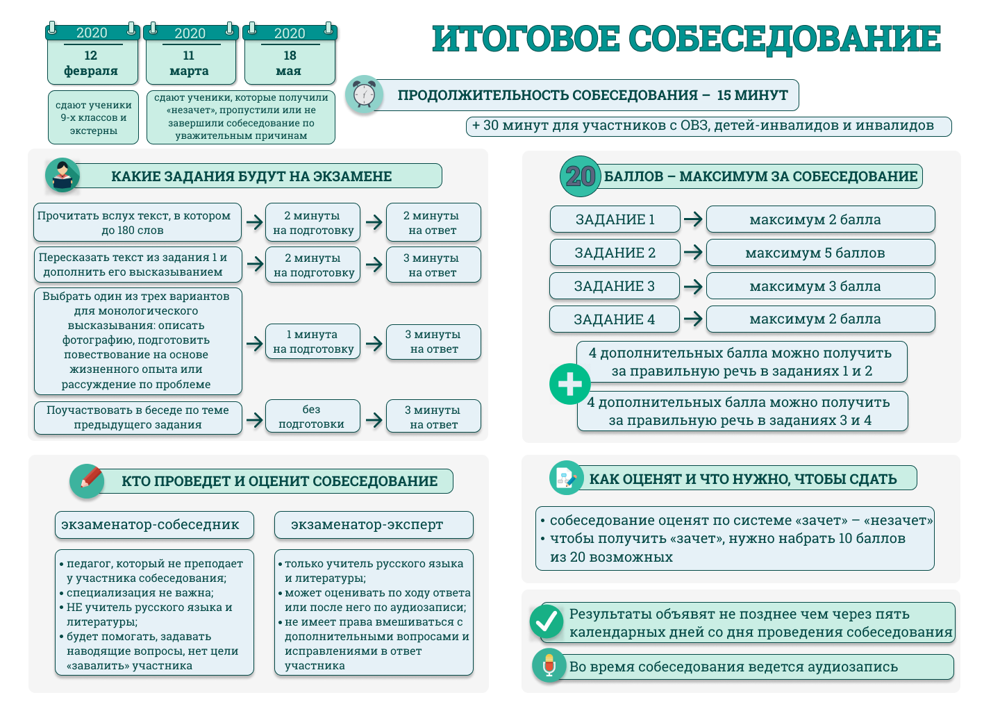 2020
12
февраля
2020
11
марта
2020
18
мая
сдают ученики
9-х классов и
экстерны
сдают ученики, которые получили
«незачет», пропустили или не
завершили собеседование по
уважительным причинам
ИТОГОВОЕ СОБЕСЕДОВАНИЕ
ПРОДОЛЖИТЕЛЬНОСТЬ СОБЕСЕДОВАНИЯ – 15 МИНУТ
+ 30 минут для участников с ОВЗ, детей-инвалидов и инвалидов
КАКИЕ ЗАДАНИЯ БУДУТ НА ЭКЗАМЕНЕ
Прочитать вслух текст, в котором
до 180 слов
2 минуты
на подготовку
2 минуты
на ответ
Пересказать текст из задания 1 и
дополнить его высказыванием
2 минуты
на подготовку
3 минуты
на ответ
Выбрать один из трех вариантов
для монологического
высказывания: описать
фотографию, подготовить
повествование на основе
жизненного опыта или
рассуждение по проблеме
1 минута
на подготовку
3 минуты
на ответ
Поучаствовать в беседе по теме
предыдущего задания
без
подготовки
3 минуты
на ответ
20 БАЛЛОВ – МАКСИМУМ ЗА СОБЕСЕДОВАНИЕ
ЗАДАНИЕ 1
максимум 2 балла
ЗАДАНИЕ 2
максимум 5 баллов
ЗАДАНИЕ 3
максимум 3 балла
ЗАДАНИЕ 4
максимум 2 балла
4 дополнительных балла можно получить
за правильную речь в заданиях 1 и 2
4 дополнительных балла можно получить
за правильную речь в заданиях 3 и 4
КТО ПРОВЕДЕТ И ОЦЕНИТ СОБЕСЕДОВАНИЕ
экзаменатор-собеседник
• педагог, который не преподает
у участника собеседования;
• специализация не важна;
• НЕ учитель русского языка и
литературы;
• будет помогать, задавать
наводящие вопросы, нет цели
«завалить» участника
экзаменатор-эксперт
• только учитель русского языка
и литературы;
• может оценивать по ходу ответа
или после него по аудиозаписи;
• не имеет права вмешиваться с
дополнительными вопросами и
исправлениями в ответ
участника
КАК ОЦЕНЯТ И ЧТО НУЖНО, ЧТОБЫ СДАТЬ
• собеседование оценят по системе «зачет» – «незачет»
• чтобы получить «зачет», нужно набрать 10 баллов
из 20 возможных
Результаты объявят не позднее чем через пять
календарных дней со дня проведения собеседования
Во время собеседования ведется аудиозапись